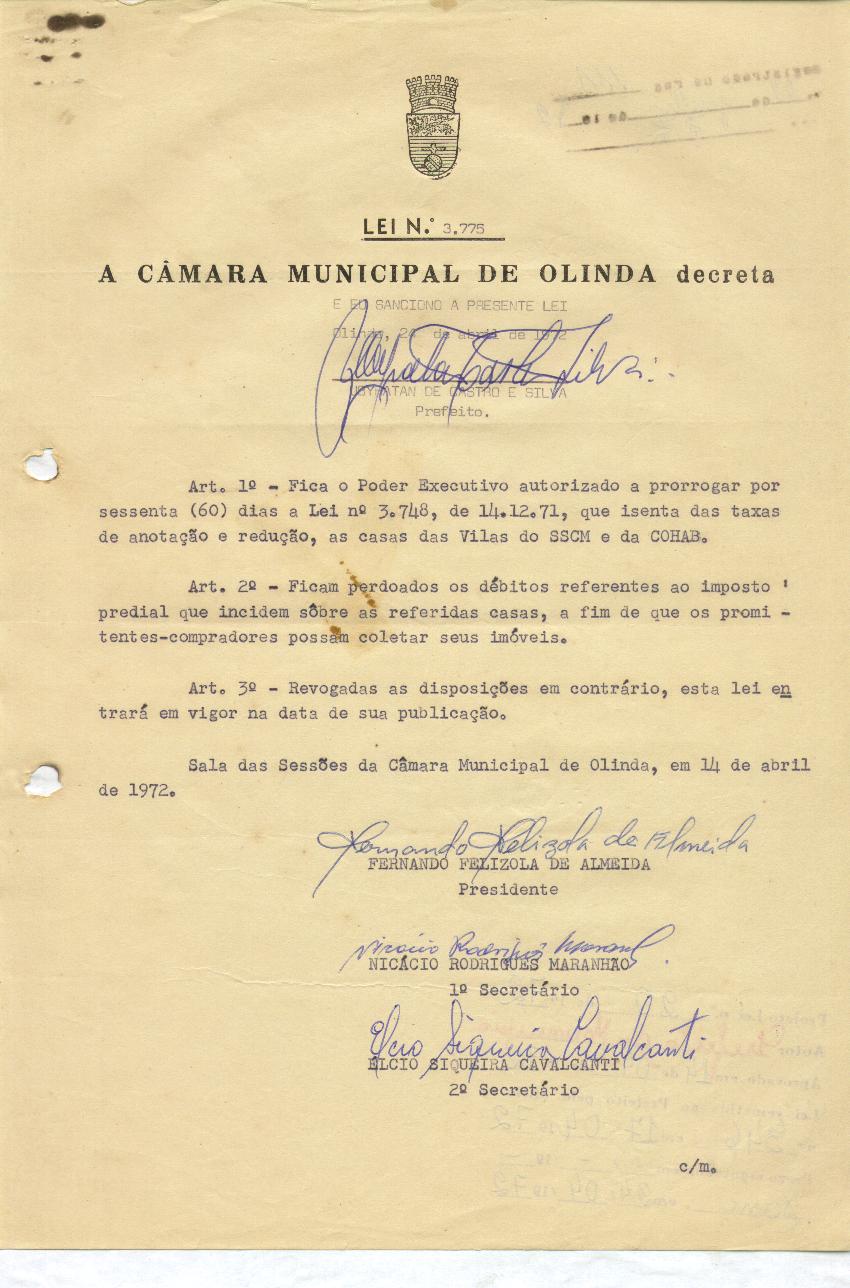 LEI N.º 3.775
A CÂMARA MUNICIPAL DE OLINDA decreta
E EU SANCIONO A PRESENTE LEI
Olinda, 24 de abril de 1972
UBYRATAN DE CASTRO E SILVA
Prefeito.
Art. 1º - Fica o Poder Executivo autorizado a prorrogar por
sessenta (60) dias a Lei nº 3.748, de 14.12.71, que isenta das taxas
de anotação e redução, as casas das Vilas do SSCM e da COHAB.
Art. 2º - Ficam perdoados os débitos referentes ao imposto '
predial que incidem sôbre as referidas casas, a fim de que os promi -
tentes-compradores possam coletar seus imóveis.
Art. 3º - Revogadas as disposições em contrário, esta lei en
trará em vigor na data de sua publicação.
Sala das Sessões da Câmara Municipal de Olinda, em 14 de abril
de 1972.
Fernando Felizola de Almeida
FERNANDO FELIZOLA DE ALMEIDA
Presidente
Nicácio Rodrigues Maranhão
NICÁCIO RODRIGUES MARANHÃO
1º Secretário
Elcio Siqueira Cavalcanti
ÉLCIO SIQUEIRA CAVALCANTI
2º Secretário
c/m.